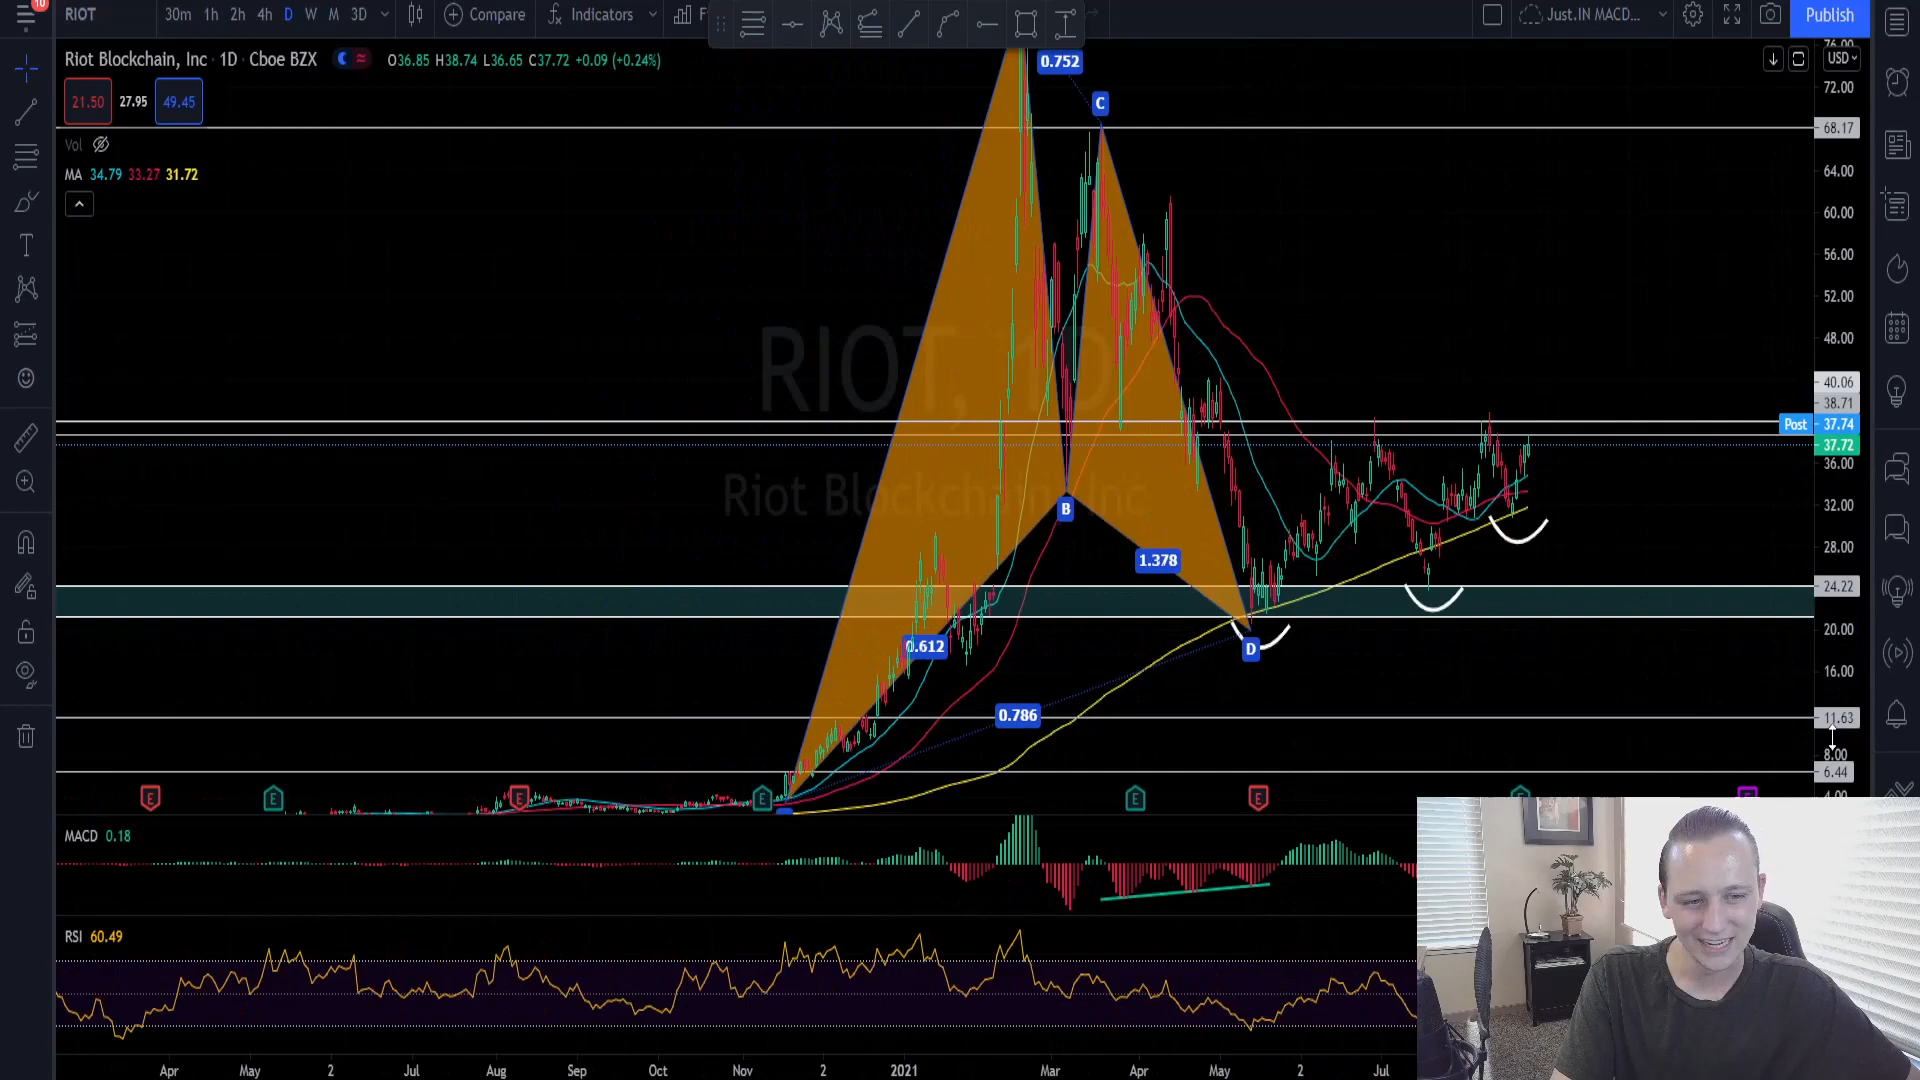 10
RIOT 30m 1h 2h 4h D W M 3D Compare Indicators F Just.IN MACD... Publish
Riot Blockchain, Inc · 1D · Cboe BZX O36.85 H38.74 L36.65 C37.72 +0.09 (+0.24%)
USD
21.50 27.95 49.45
Vol
MA 34.79 33.27 31.72
RIOT, 1D
Riot Blockchain, Inc
0.752
C
B
1.378
0.612
D
0.786
76.00
72.00
68.17
64.00
60.00
56.00
52.00
48.00
40.06
38.71
Post 37.74
37.72
36.00
32.00
28.00
24.22
20.00
16.00
11.63
8.00
6.44
4.00
E E E E E E E
MACD 0.18
RSI 60.49
Apr May 2 Jul Aug Sep Oct Nov 2 2021 Mar Apr May 2 Jul